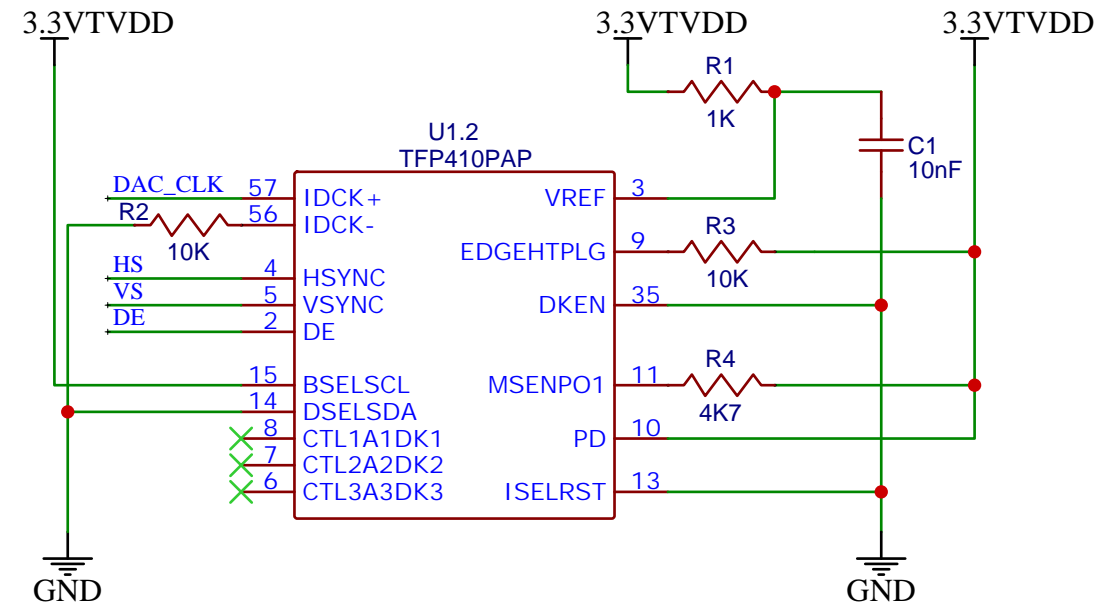 3.3VTVDD
3.3VTVDD
3.3VTVDD
R1
1K
C1
10nF
U1.2
TFP410PAP
DAC_CLK
57
IDCK+
R2
10K
56
IDCK-
HS
4
HSYNC
VS
5
VSYNC
DE
2
DE
15
BSELSCL
14
DSELSDA
8
CTL1A1DK1
7
CTL2A2DK2
6
CTL3A3DK3
VREF
3
EDGEHTPLG
9
R3
10K
DKEN
35
MSENPO1
11
R4
4K7
PD
10
ISELRST
13
GND
GND